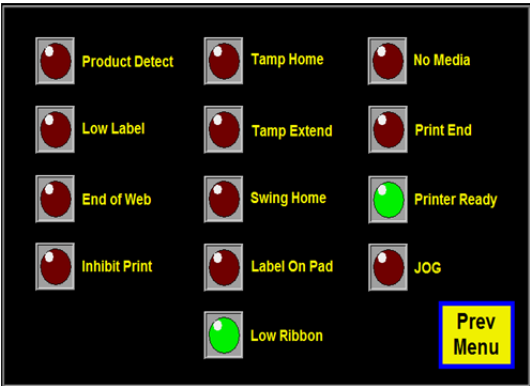 Product Detect
Tamp Home
No Media
Low Label
Tamp Extend
Print End
End of Web
Swing Home
Printer Ready
Inhibit Print
Label On Pad
JOG
Low Ribbon
Prev
Menu